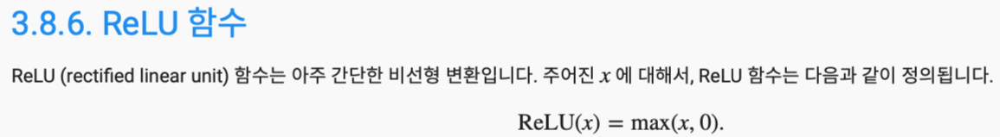 3.8.6. ReLU 함수
ReLU (rectified linear unit) 함수는 아주 간단한 비선형 변환입니다. 주어진 x 에 대해서, ReLU 함수는 다음과 같이 정의됩니다.
ReLU(x) = max(x, 0).